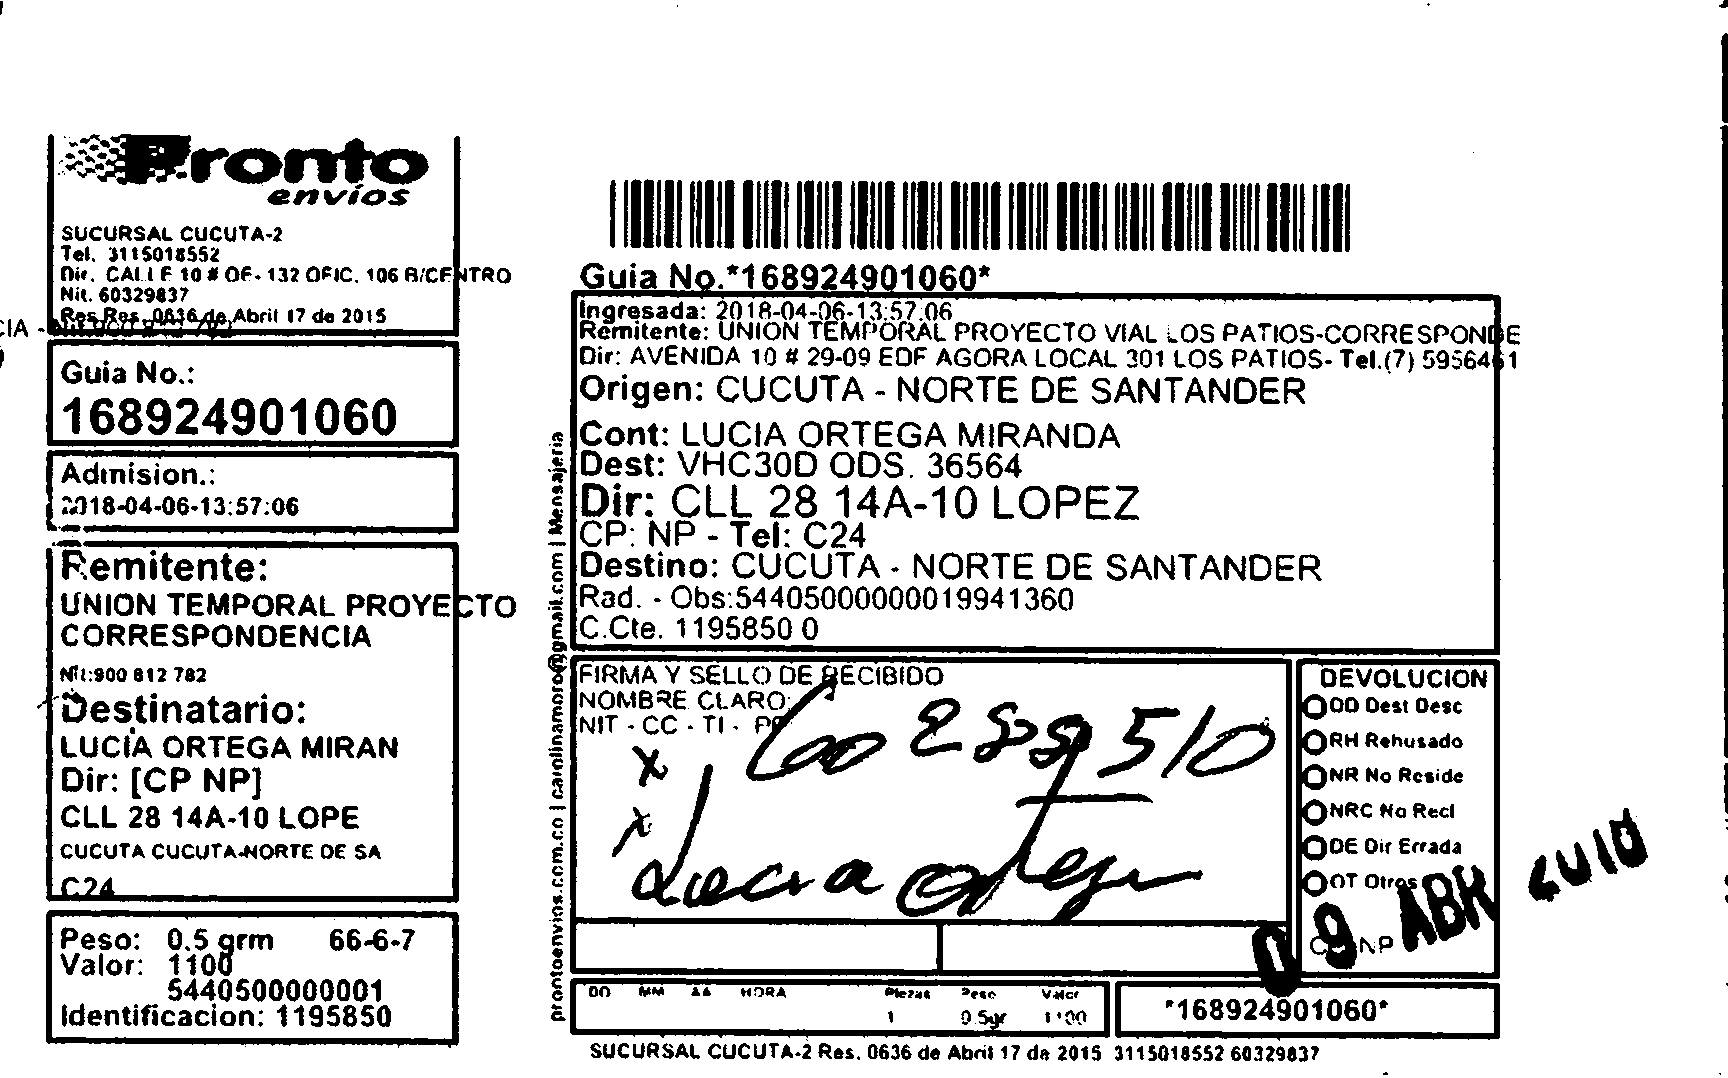 Pronto
envíos
SUCURSAL CUCUTA-2
Tel. 3115018552
Dir. CALLE 10 # OE- 132 OFIC. 106 B/CENTRO
Nit. 60329837
Res Res. 0636 de Abril 17 de 2015
Guia No.:
168924901060
Admision.:
2018-04-06-13:57:06
Remitente:
UNION TEMPORAL PROYECTO
CORRESPONDENCIA
Nit:900 812 782
Destinatario:
LUCIA ORTEGA MIRAN
Dir: [CP NP]
CLL 28 14A-10 LOPE
CUCUTA CUCUTA-NORTE DE SA
C24
Peso: 0.5 grm 66-6-7
Valor: 1100
5440500000001
Identificacion: 1195850
prontoenvios.com.co | carolinamoro@gmail.com | Mensajeria
Guia No.*168924901060*
Ingresada: 2018-04-06-13:57:06
Remitente: UNION TEMPORAL PROYECTO VIAL LOS PATIOS-CORRESPONDE
Dir: AVENIDA 10 # 29-09 EDF AGORA LOCAL 301 LOS PATIOS- Tel.(7) 5956461
Origen: CUCUTA - NORTE DE SANTANDER
Cont: LUCIA ORTEGA MIRANDA
Dest: VHC30D ODS. 36564
Dir: CLL 28 14A-10 LOPEZ
CP: NP - Tel: C24
Destino: CUCUTA - NORTE DE SANTANDER
Rad. - Obs:54405000000019941360
C.Cte. 1195850 0
FIRMA Y SELLO DE RECIBIDO
NOMBRE CLARO:
NIT - CC - TI -
x
x
Lucia Ortega
DEVOLUCION
DD Dest Desc
RH Rehusado
NR No Reside
NRC No Recl
DE Dir Errada
OT Otros
NP
09 ABR
DD MM AA HORA Piezas Peso Valor
1 0.5gr 1100
*168924901060*
SUCURSAL CUCUTA-2 Res. 0636 de Abril 17 de 2015 3115018552 60329837